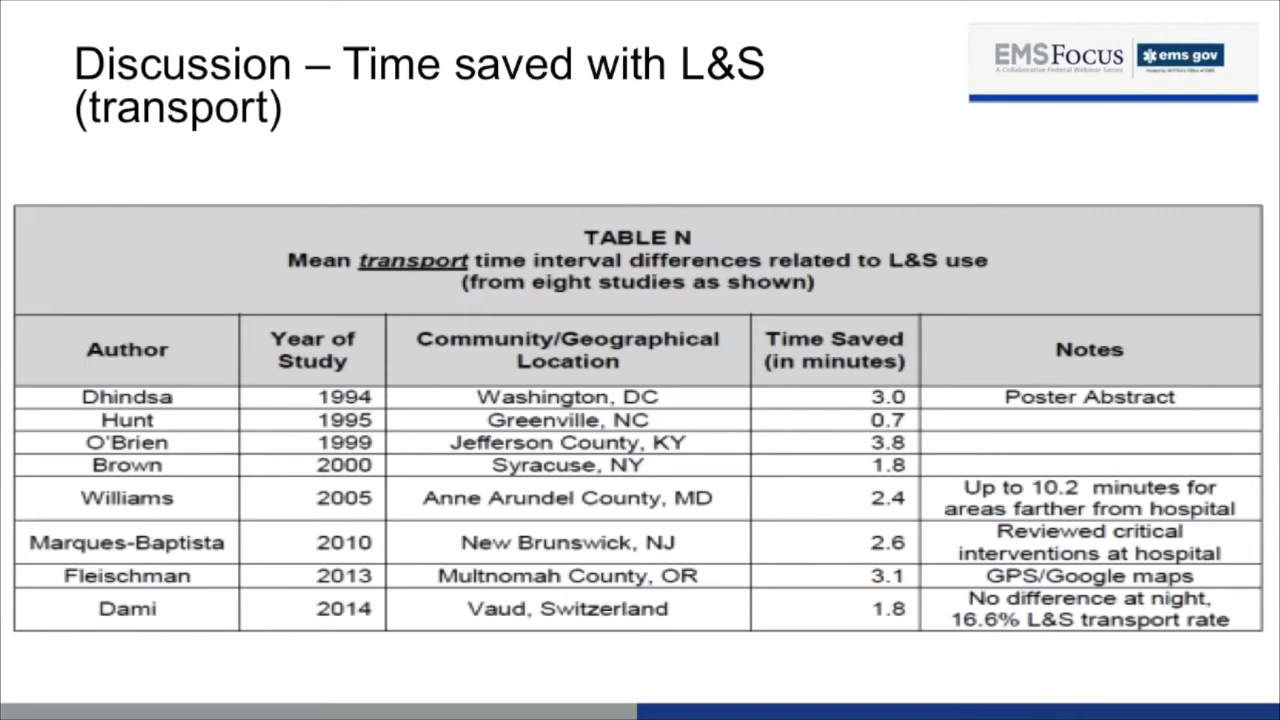 Discussion – Time saved with L&S
(transport)
EMSFOCUS
A Collaborative Federal Webinar Series
ems gov
TABLE N
Mean transport time interval differences related to L&S use
(from eight studies as shown)
Author | Year of Study | Community/Geographical Location | Time Saved (in minutes) | Notes
Dhindsa | 1994 | Washington, DC | 3.0 | Poster Abstract
Hunt | 1995 | Greenville, NC | 0.7
O'Brien | 1999 | Jefferson County, KY | 3.8
Brown | 2000 | Syracuse, NY | 1.8
Williams | 2005 | Anne Arundel County, MD | 2.4 | Up to 10.2 minutes for areas farther from hospital
Marques-Baptista | 2010 | New Brunswick, NJ | 2.6 | Reviewed critical interventions at hospital
Fleischman | 2013 | Multnomah County, OR | 3.1 | GPS/Google maps
Dami | 2014 | Vaud, Switzerland | 1.8 | No difference at night, 16.6% L&S transport rate